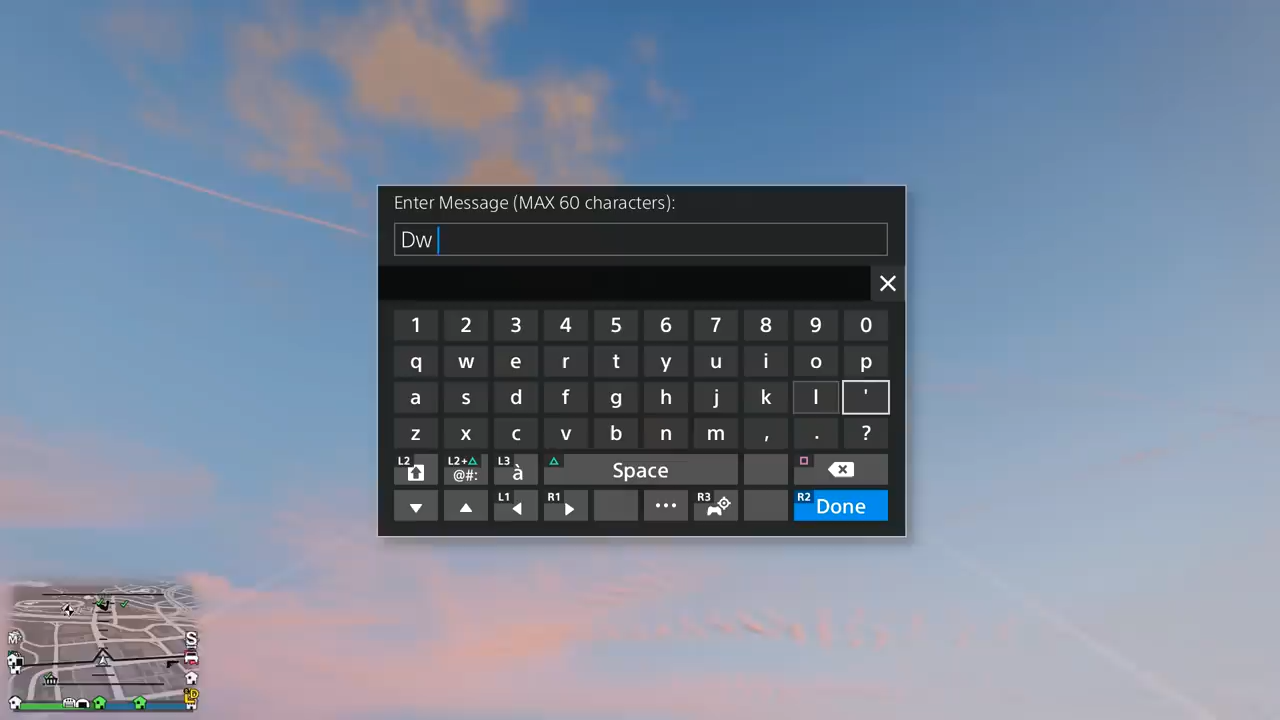 Enter Message (MAX 60 characters):
Dw
1 2 3 4 5 6 7 8 9 0
q w e r t y u i o p
a s d f g h j k l '
z x c v b n m , . ?
L2 L2+△ @#: L3 à △ Space □
L1 R1 ... R3 R2 Done
M S
D